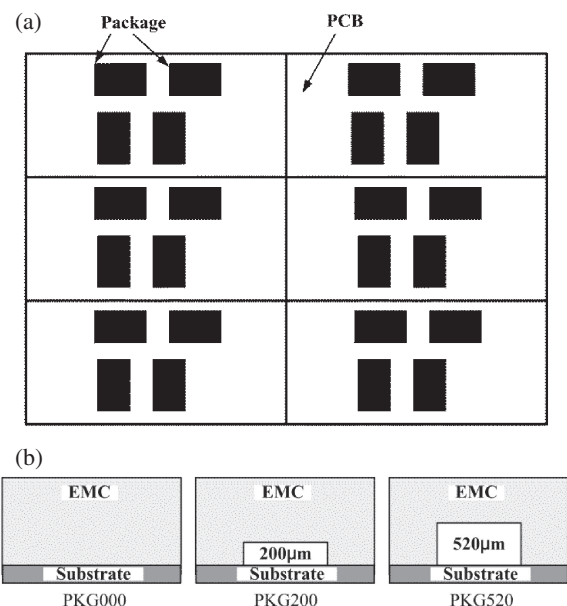 (a)
Package
PCB
(b)
EMC EMC EMC
200μm 520μm
Substrate Substrate Substrate
PKG000 PKG200 PKG520